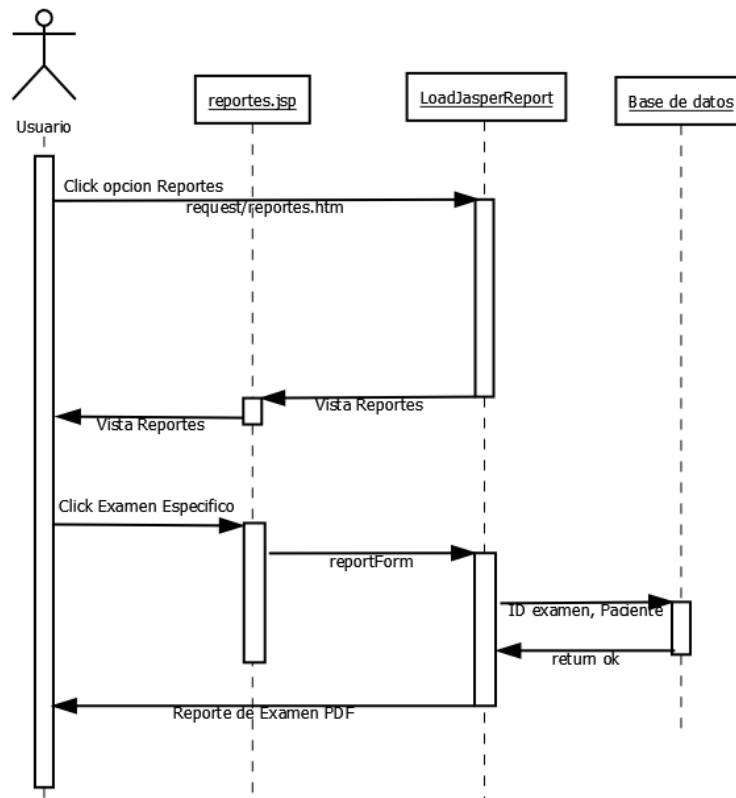 reportes.jsp
LoadJasperReport
Base de datos
Usuario
Click opcion Reportes
request/reportes.htm
Vista Reportes
Vista Reportes
Click Examen Especifico
reportForm
ID examen, Paciente
return ok
Reporte de Examen PDF